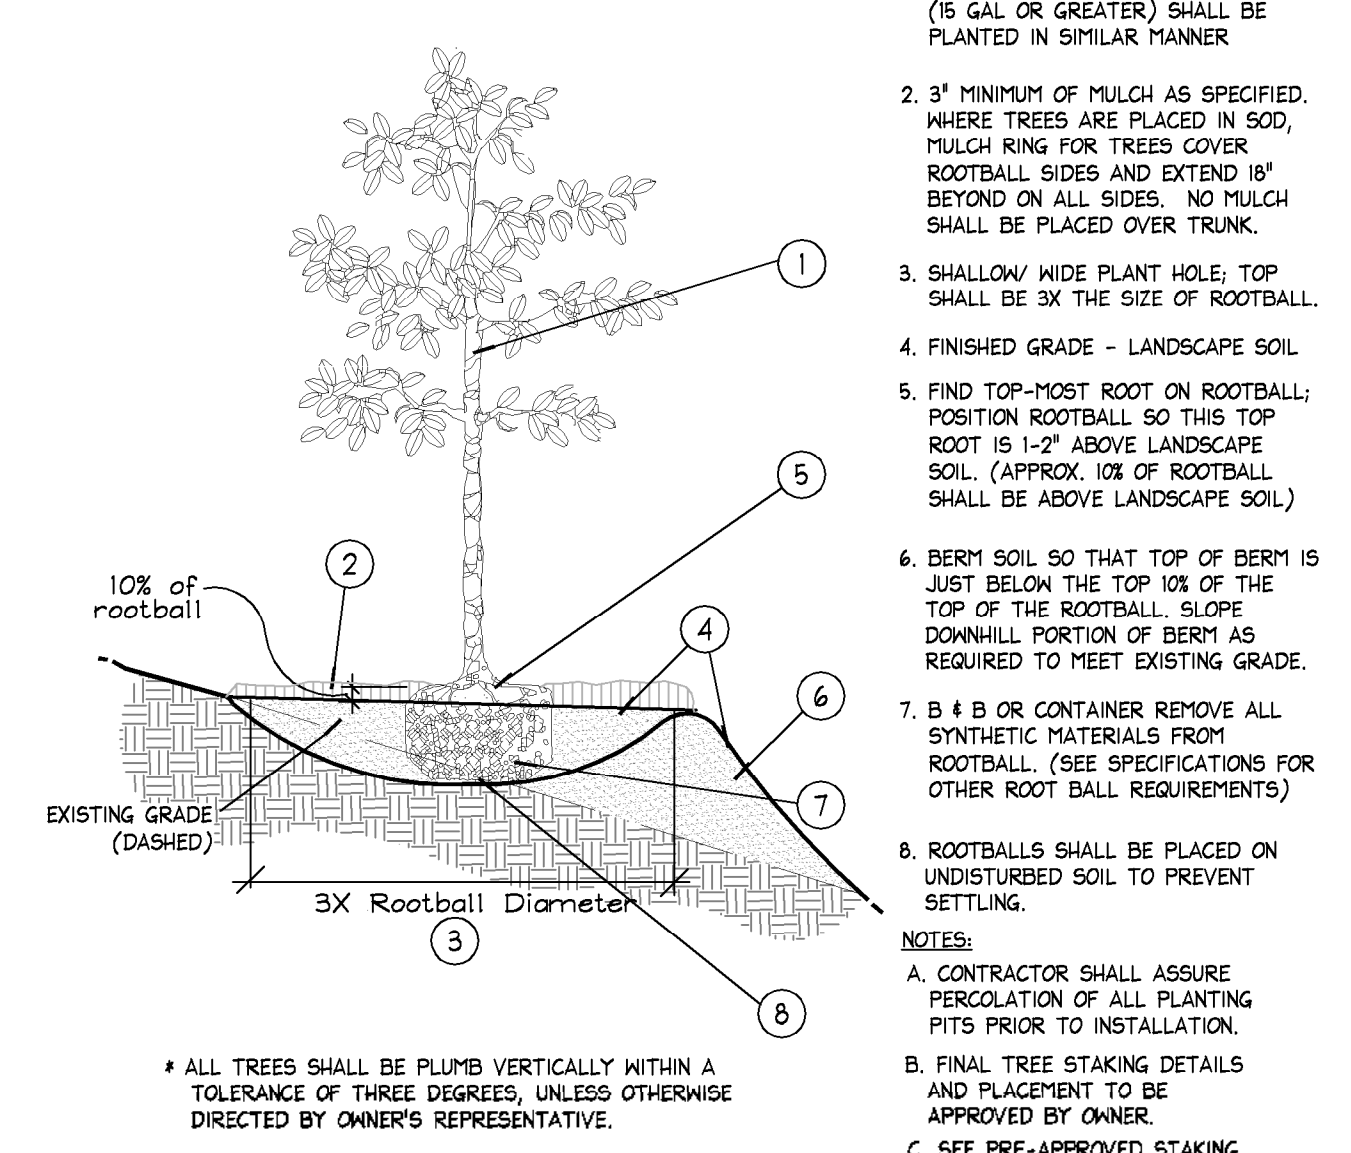 (15 GAL OR GREATER) SHALL BE
PLANTED IN SIMILAR MANNER
2. 3" MINIMUM OF MULCH AS SPECIFIED.
WHERE TREES ARE PLACED IN SOD,
MULCH RING FOR TREES COVER
ROOTBALL SIDES AND EXTEND 18"
BEYOND ON ALL SIDES. NO MULCH
SHALL BE PLACED OVER TRUNK.
3. SHALLOW/ WIDE PLANT HOLE; TOP
SHALL BE 3X THE SIZE OF ROOTBALL.
4. FINISHED GRADE - LANDSCAPE SOIL
5. FIND TOP-MOST ROOT ON ROOTBALL;
POSITION ROOTBALL SO THIS TOP
ROOT IS 1-2" ABOVE LANDSCAPE
SOIL. (APPROX. 10% OF ROOTBALL
SHALL BE ABOVE LANDSCAPE SOIL)
6. BERM SOIL SO THAT TOP OF BERM IS
JUST BELOW THE TOP 10% OF THE
TOP OF THE ROOTBALL. SLOPE
DOWNHILL PORTION OF BERM AS
REQUIRED TO MEET EXISTING GRADE.
7. B & B OR CONTAINER REMOVE ALL
SYNTHETIC MATERIALS FROM
ROOTBALL. (SEE SPECIFICATIONS FOR
OTHER ROOT BALL REQUIREMENTS)
8. ROOTBALLS SHALL BE PLACED ON
UNDISTURBED SOIL TO PREVENT
SETTLING.
NOTES:
A. CONTRACTOR SHALL ASSURE
PERCOLATION OF ALL PLANTING
PITS PRIOR TO INSTALLATION.
B. FINAL TREE STAKING DETAILS
AND PLACEMENT TO BE
APPROVED BY OWNER.
C. SEE PRE-APPROVED STAKING
1
5
2
10% of
rootball
4
6
7
EXISTING GRADE
(DASHED)
3X Rootball Diameter
3
8
* ALL TREES SHALL BE PLUMB VERTICALLY WITHIN A
TOLERANCE OF THREE DEGREES, UNLESS OTHERWISE
DIRECTED BY OWNER'S REPRESENTATIVE.